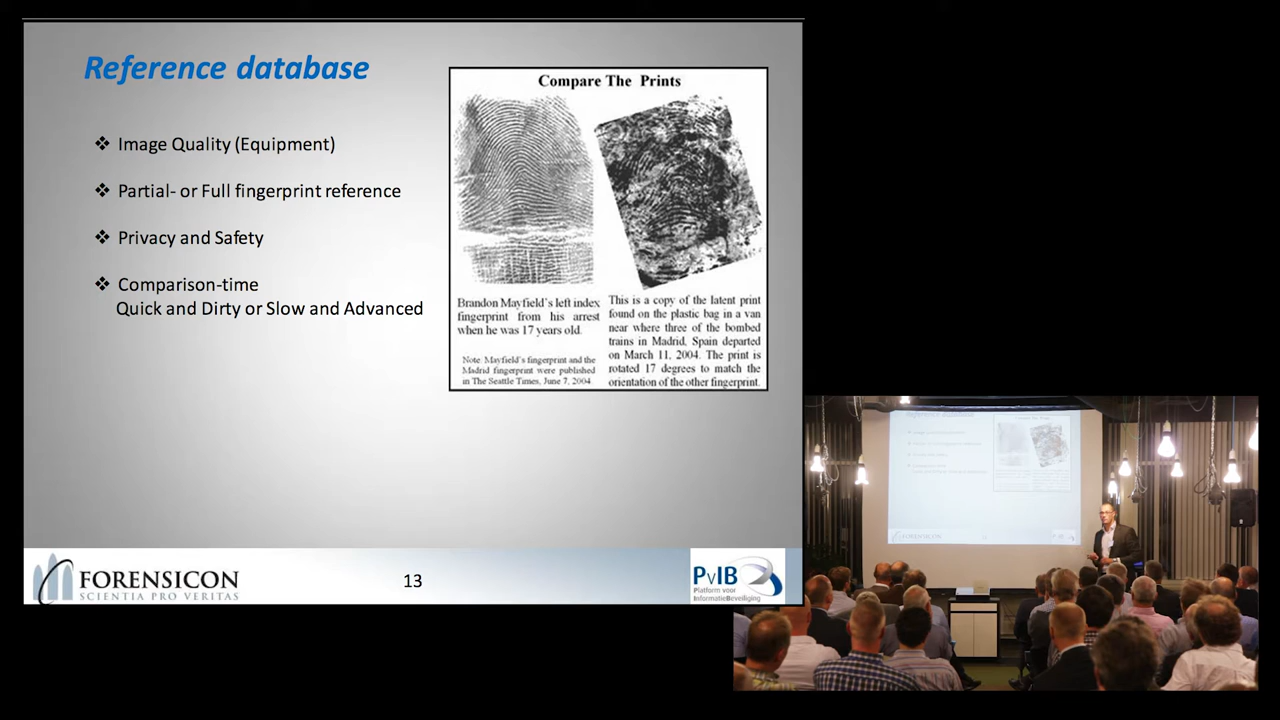 Reference database
❖ Image Quality (Equipment)
❖ Partial- or Full fingerprint reference
❖ Privacy and Safety
❖ Comparison-time
Quick and Dirty or Slow and Advanced
Compare The Prints
Brandon Mayfield's left index
fingerprint from his arrest
when he was 17 years old.
Note: Mayfield's fingerprint and the
Madrid fingerprint were published
in The Seattle Times, June 7, 2004
This is a copy of the latent print
found on the plastic bag in a van
near where three of the bombed
trains in Madrid, Spain departed
on March 11, 2004. The print is
rotated 17 degrees to match the
orientation of the other fingerprint.
FORENSICON
SCIENTIA PRO VERITAS
13
PvIB
Platform voor
InformatieBeveiliging
Reference database
FORENSICON